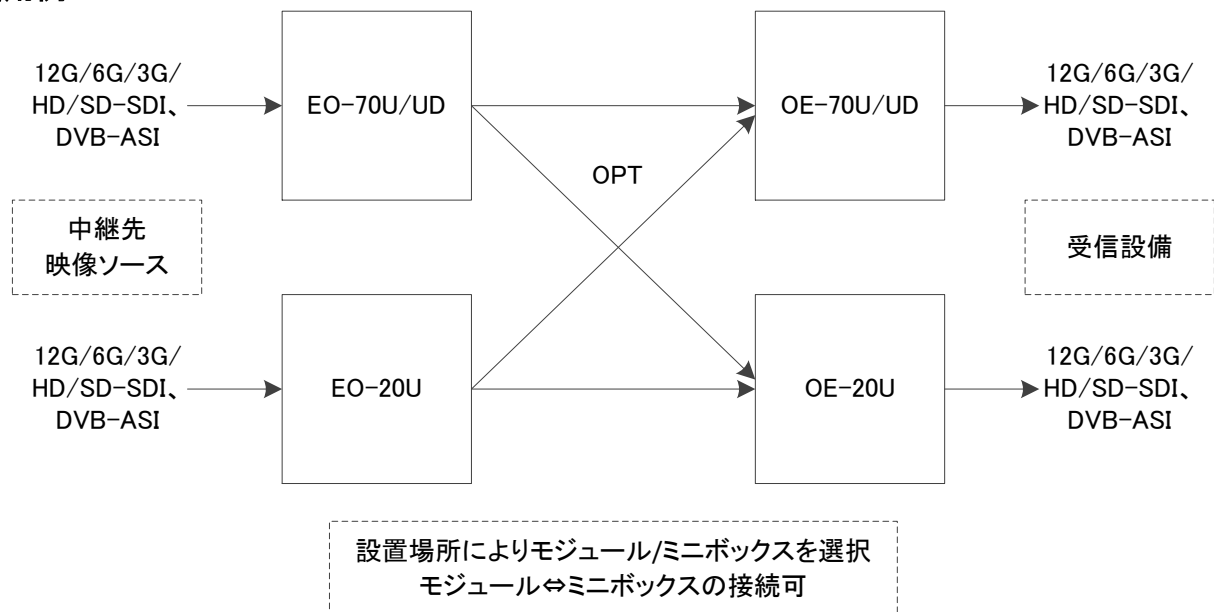 12G/6G/3G/
HD/SD-SDI、
DVB-ASI
EO-70U/UD
OE-70U/UD
12G/6G/3G/
HD/SD-SDI、
DVB-ASI
OPT
中継先
映像ソース
受信設備
12G/6G/3G/
HD/SD-SDI、
DVB-ASI
EO-20U
OE-20U
12G/6G/3G/
HD/SD-SDI、
DVB-ASI
設置場所によりモジュール/ミニボックスを選択
モジュール⇔ミニボックスの接続可